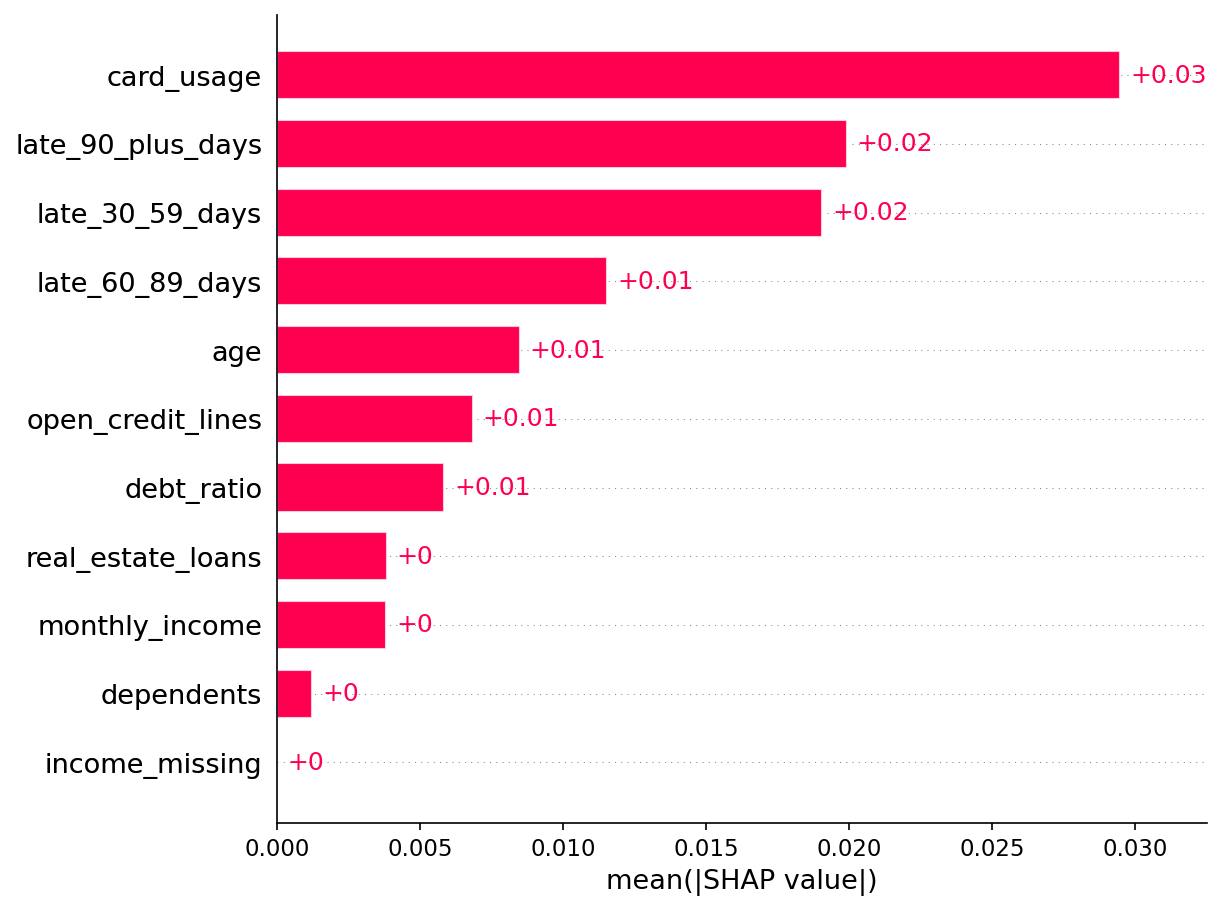 card_usage +0.03
late_90_plus_days +0.02
late_30_59_days +0.02
late_60_89_days +0.01
age +0.01
open_credit_lines +0.01
debt_ratio +0.01
real_estate_loans +0
monthly_income +0
dependents +0
income_missing +0
0.000 0.005 0.010 0.015 0.020 0.025 0.030
mean(|SHAP value|)